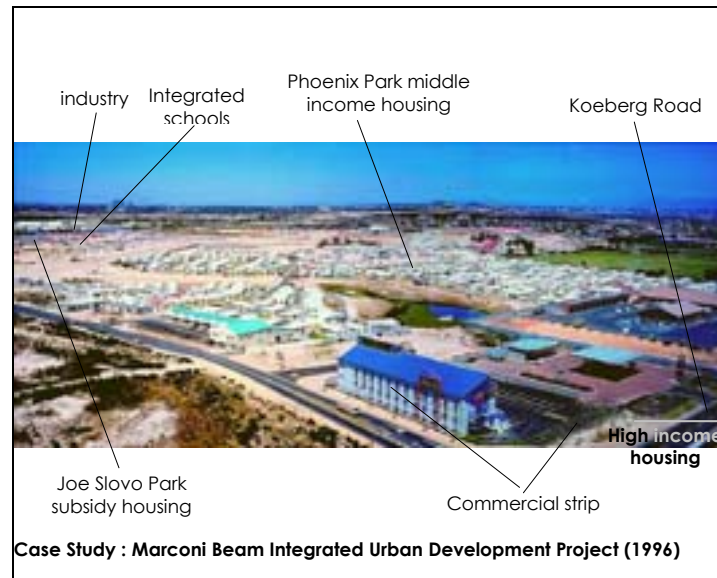 industry
Integrated
schools
Phoenix Park middle
income housing
Koeberg Road
High income
housing
Joe Slovo Park
subsidy housing
Commercial strip
Case Study : Marconi Beam Integrated Urban Development Project (1996)